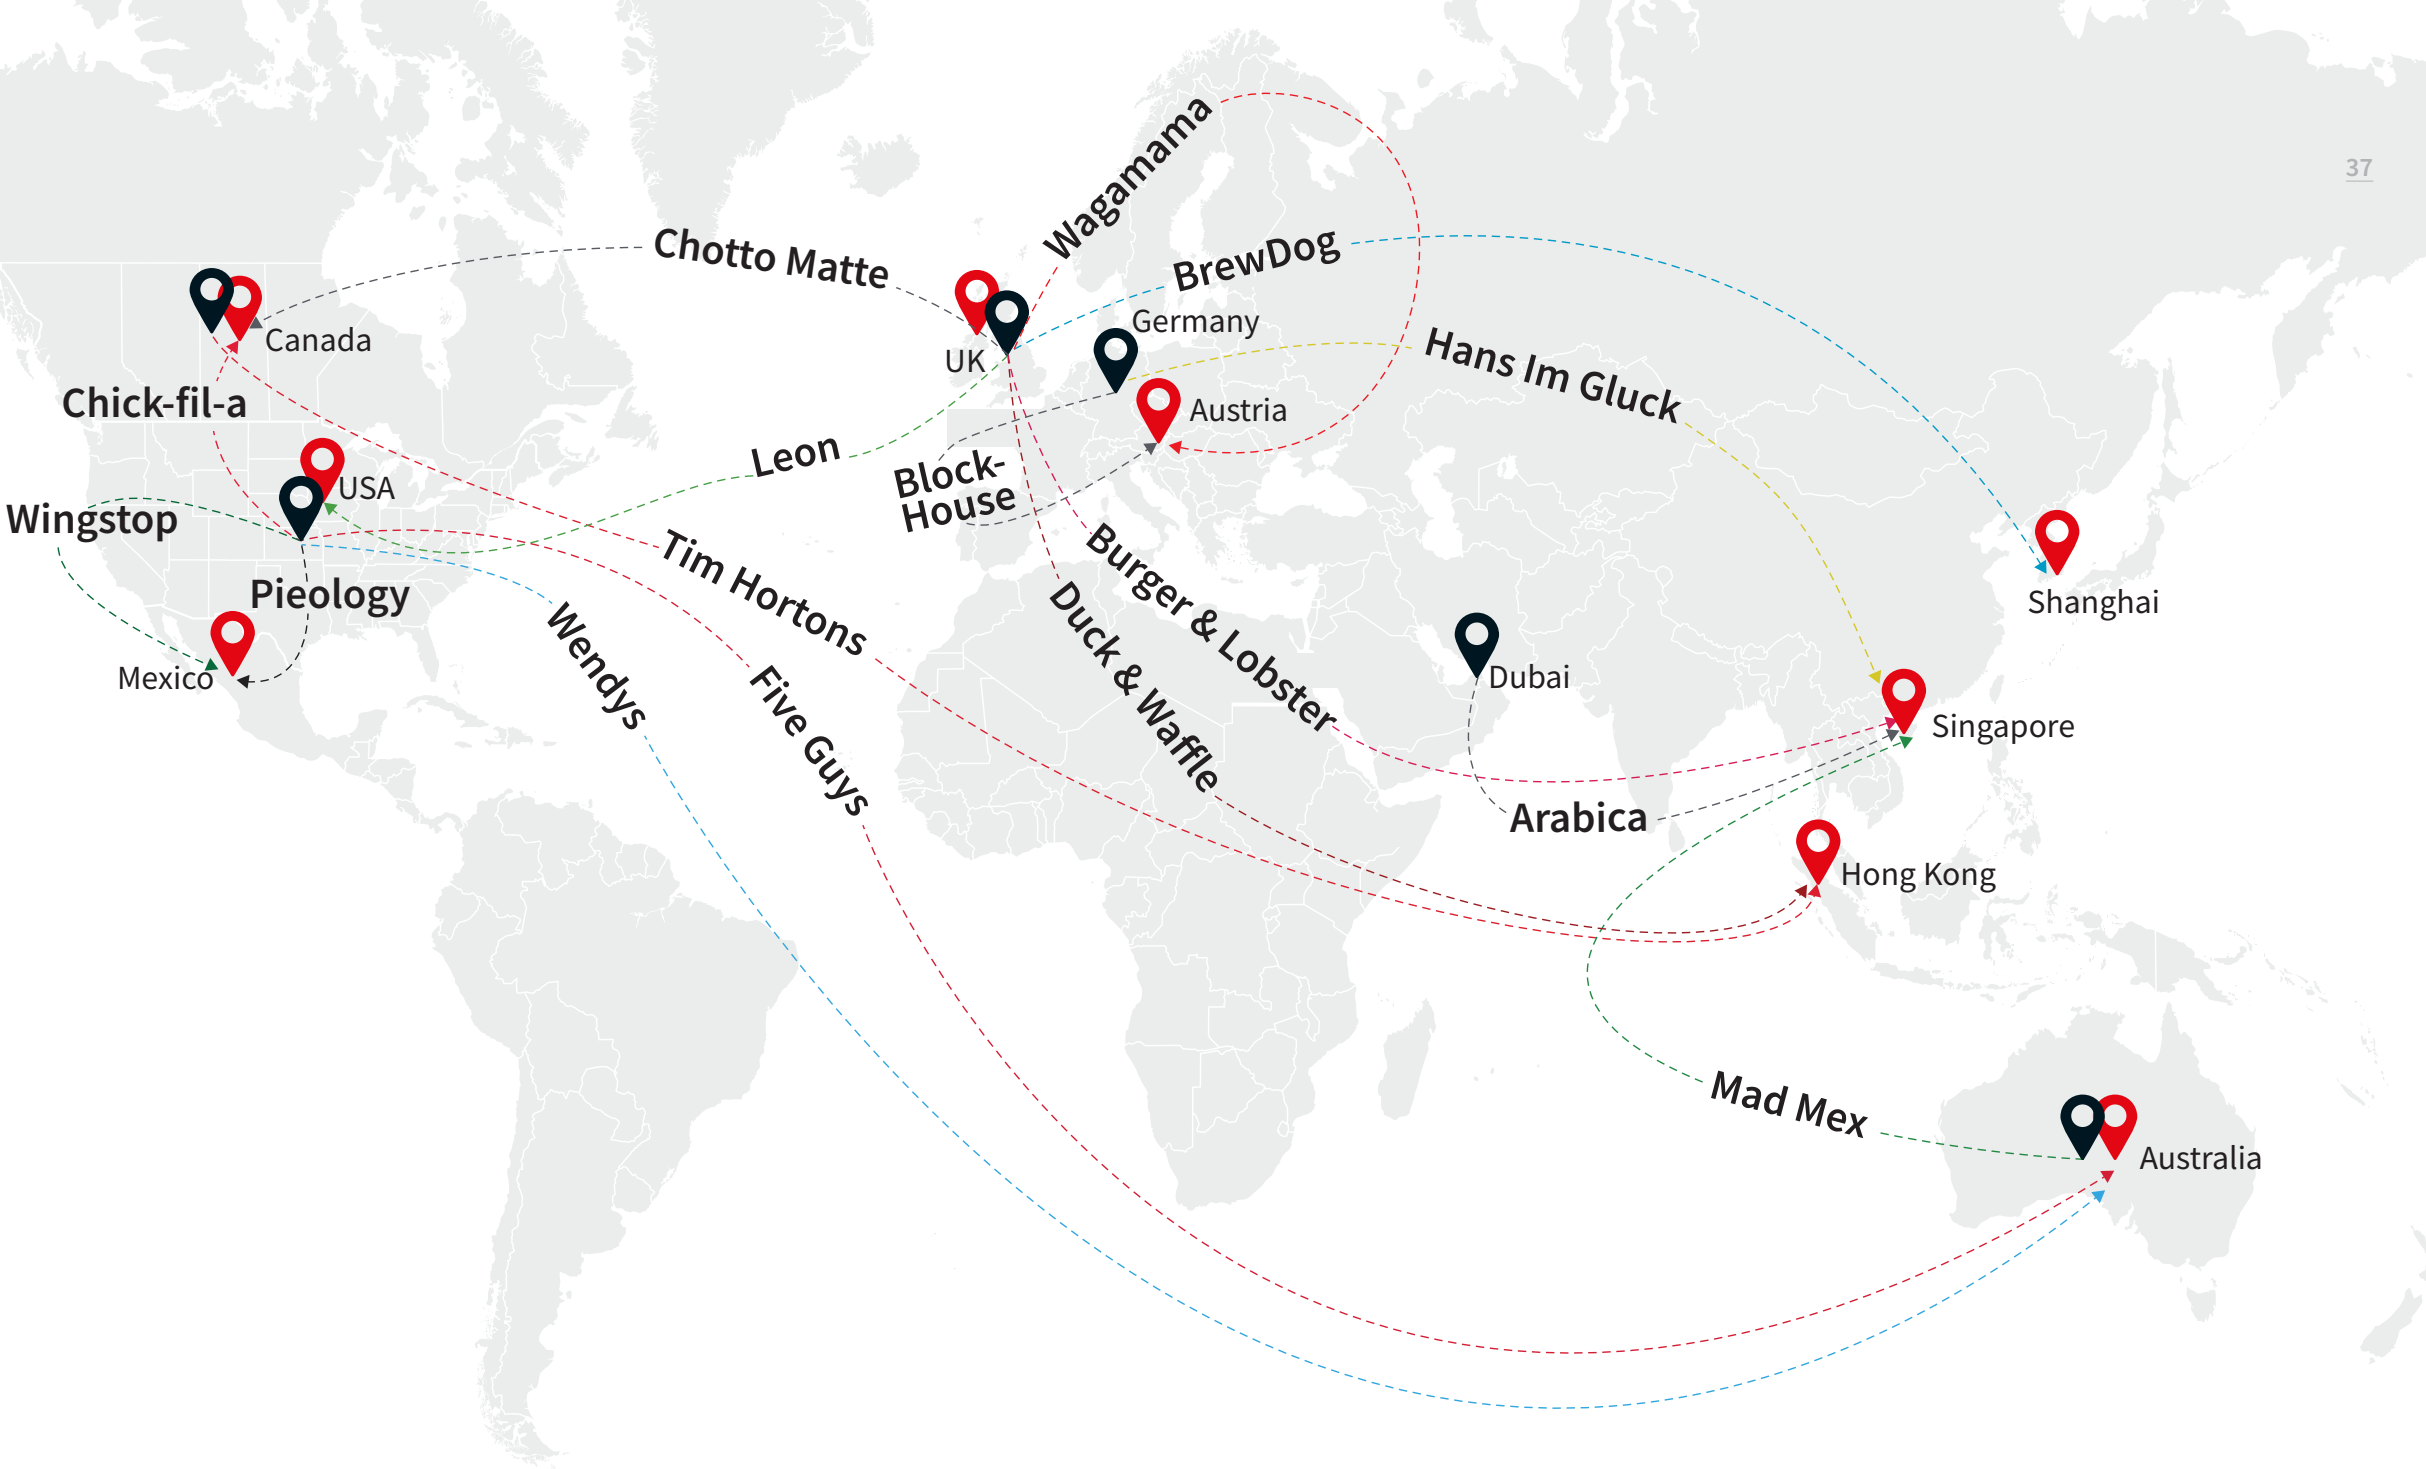 Wagamama
37
Chotto Matte
BrewDog
Germany
Canada
UK
Hans Im Gluck
Chick-fil-a
Austria
Leon
Block-
House
USA
Wingstop
Tim Hortons
Burger & Lobster
Shanghai
Pieology
Wendys
Duck & Waffle
Mexico
Dubai
Five Guys
Singapore
Arabica
Hong Kong
Mad Mex
Australia